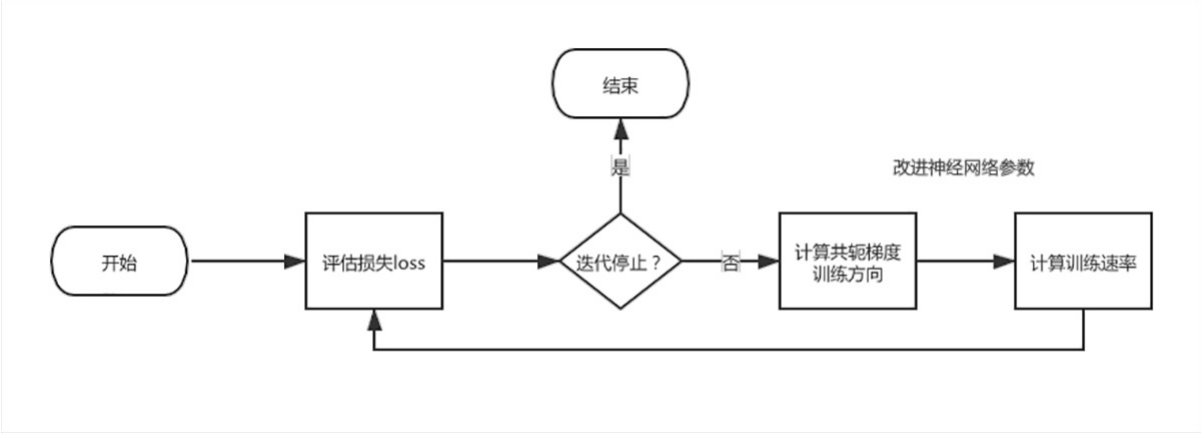 结束
是
改进神经网络参数
开始
评估损失loss
迭代停止？
否
计算共轭梯度
训练方向
计算训练速率